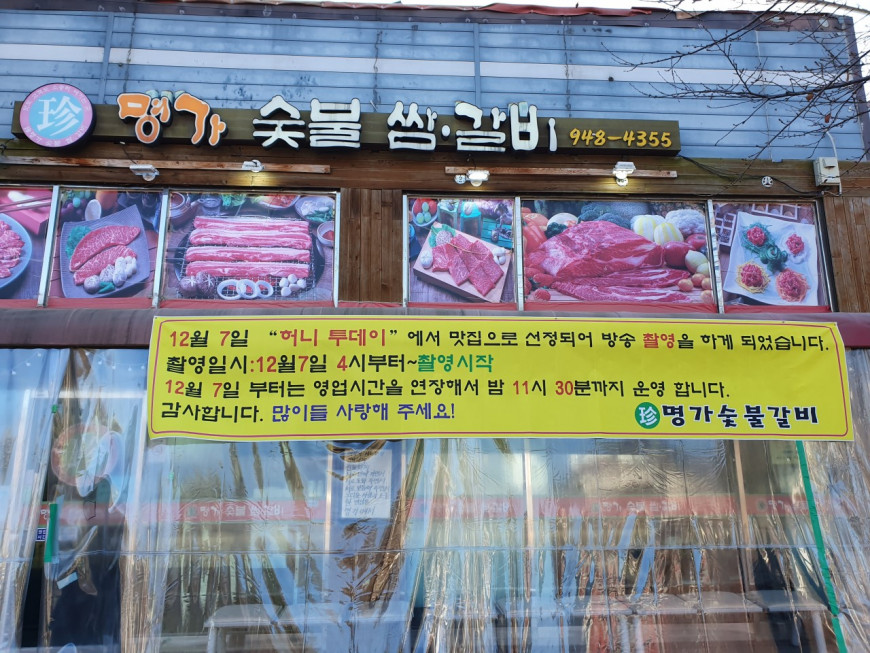 珍 명가 숯불 쌈·갈비 948-4355
12월 7일 "허니 투데이"에서 맛집으로 선정되어 방송 촬영을 하게 되었습니다.
촬영일시:12월7일 4시부터~촬영시작
12월 7일 부터는 영업시간을 연장해서 밤 11시 30분까지 운영 합니다.
감사합니다. 많이들 사랑해 주세요!
珍 명가숯불갈비